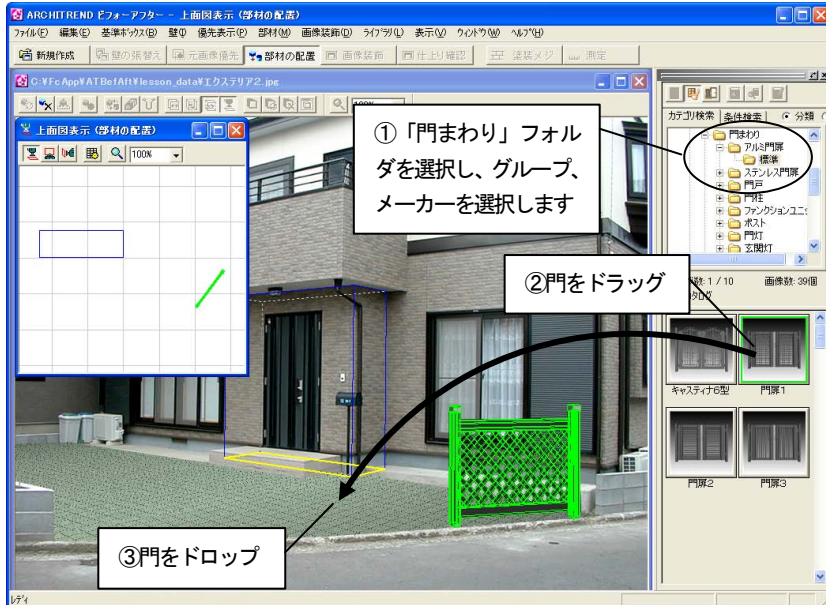 ARCHITREND ビフォーアフター - 上面図表示 (部材の配置)
ファイル(F) 編集(E) 基準ボックス(B) 壁(I) 優先表示(P) 部材(M) 画像装飾(D) ライブラリ(L) 表示(V) ウィンドウ(W) ヘルプ(H)
新規作成 壁の張替え 元画像優先 部材の配置 画像装飾 仕上り確認 塗装メジ 測定
C:¥FcApp¥ATBefAft¥lesson_data¥エクステリア2.jpg
上面図表示 (部材の配置)
100%
①「門まわり」フォル
ダを選択し、グループ、
メーカーを選択します
カテゴリ検索 条件検索 分類
門まわり
アルミ門扉
標準
ステンレス門扉
門戸
門柱
ファンクションユニ
ポスト
門灯
玄関灯
②門をドラッグ
数: 1 / 10 画像数: 39個
タログ
キャスティナ6型 門扉1
門扉2 門扉3
③門をドロップ
レディ